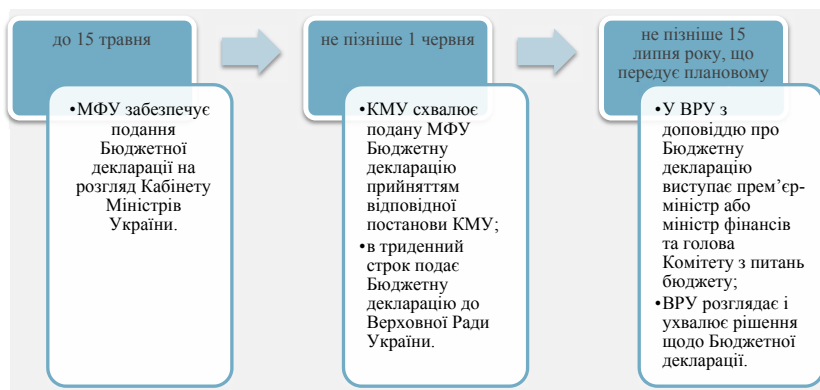 до 15 травня
•МФУ забезпечує
подання
Бюджетної
декларації на
розгляд Кабінету
Міністрів
України.
не пізніше 1 червня
•КМУ схвалює
подану МФУ
Бюджетну
декларацію
прийняттям
відповідної
постанови КМУ;
•в триденний
строк подає
Бюджетну
декларацію до
Верховної Ради
України.
не пізніше 15
липня року, що
передує плановому
•У ВРУ з
доповіддю про
Бюджетну
декларацію
виступає прем’єр-
міністр або
міністр фінансів
та голова
Комітету з питань
бюджету;
•ВРУ розглядає і
ухвалює рішення
щодо Бюджетної
декларації.